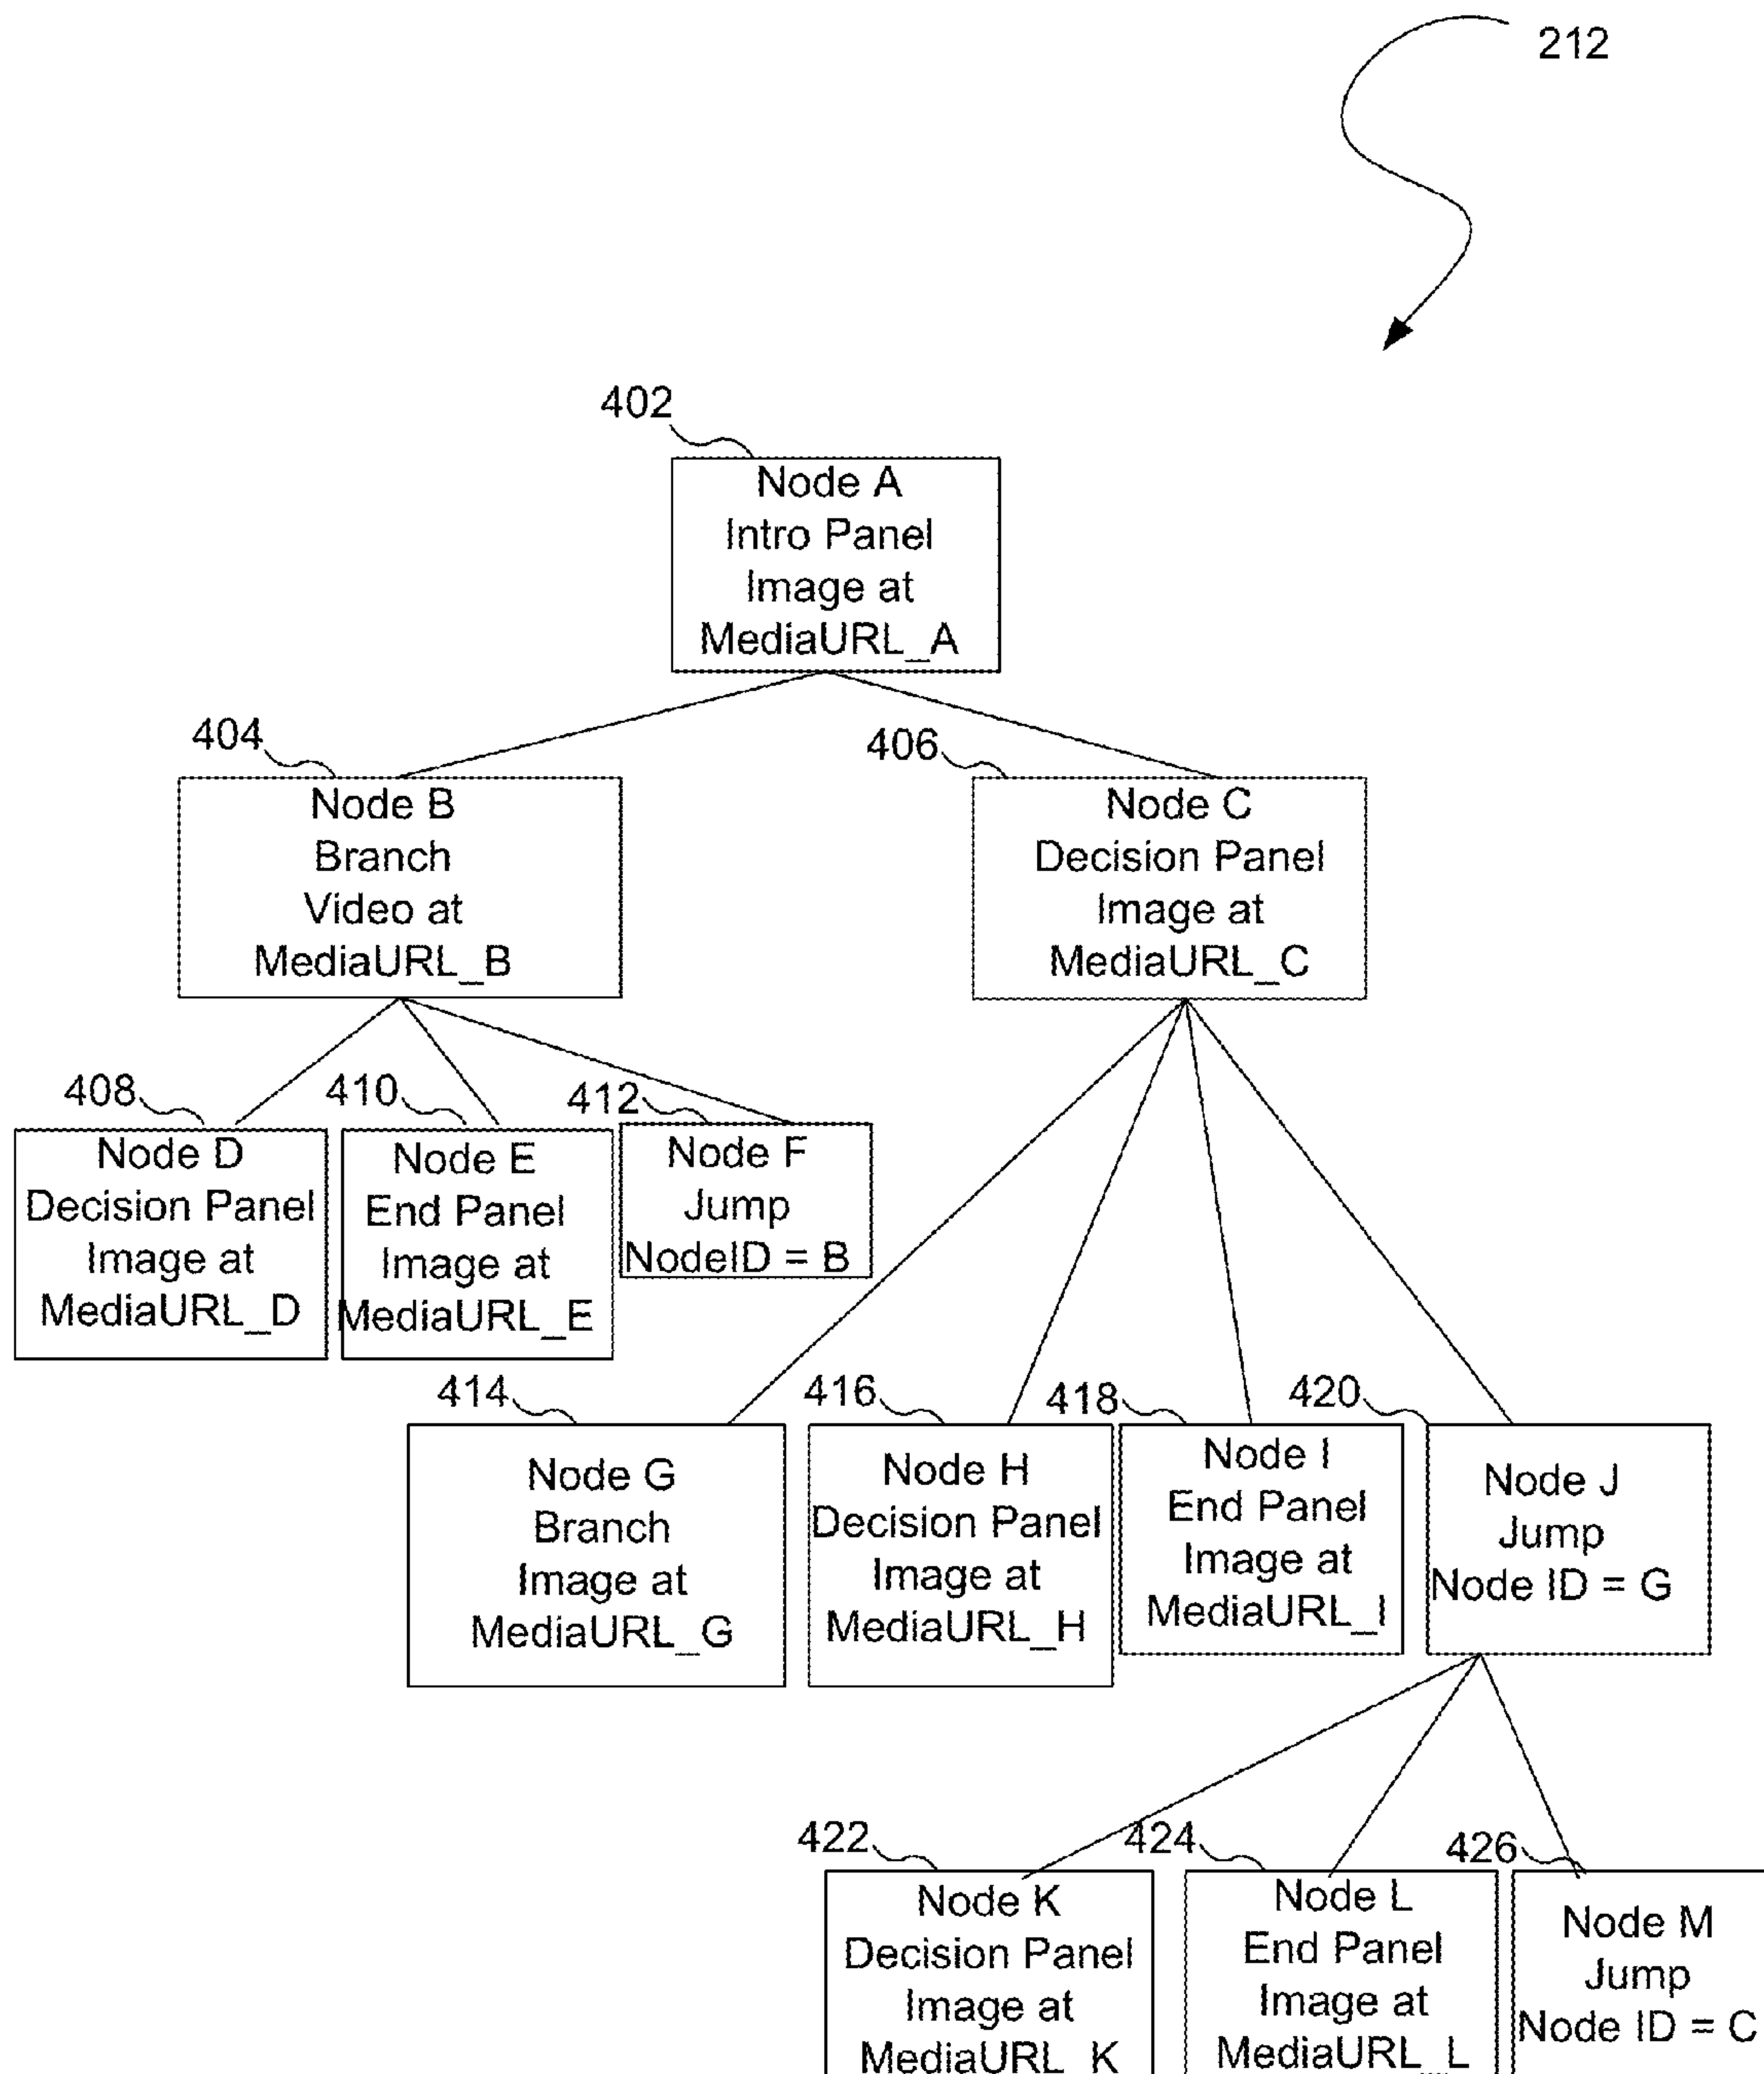 212
402
Node A
Intro Panel
Image at
MediaURL_A
404
Node B
Branch
Video at
MediaURL_B
406
Node C
Decision Panel
Image at
MediaURL_C
408
Node D
Decision Panel
Image at
MediaURL_D
410
Node E
End Panel
Image at
MediaURL_E
412
Node F
Jump
NodeID = B
414
Node G
Branch
Image at
MediaURL_G
416
Node H
Decision Panel
Image at
MediaURL_H
418
Node I
End Panel
Image at
MediaURL_I
420
Node J
Jump
Node ID = G
422
Node K
Decision Panel
Image at
MediaURL_K
424
Node L
End Panel
Image at
MediaURL_L
426
Node M
Jump
Node ID = C